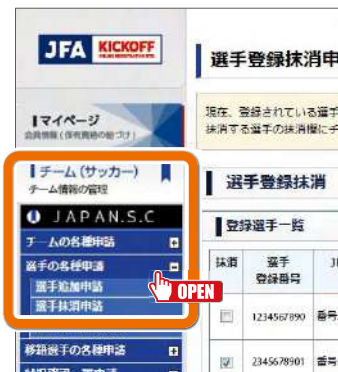 JFA KICKOFF
選手登録抹消申
マイページ
会員情報(保有資格の紐づけ)
現在、登録されている選手
抹消する選手の抹消欄にチ
チーム(サッカー)
チーム情報の管理
選手登録抹消
JAPAN.S.C
登録選手一覧
チームの各種申請
選手の各種申請
選手追加申請
選手抹消申請
OPEN
抹消
選手
登録番号
1234567890 番号
移籍選手の各種申請
2345678901 番号